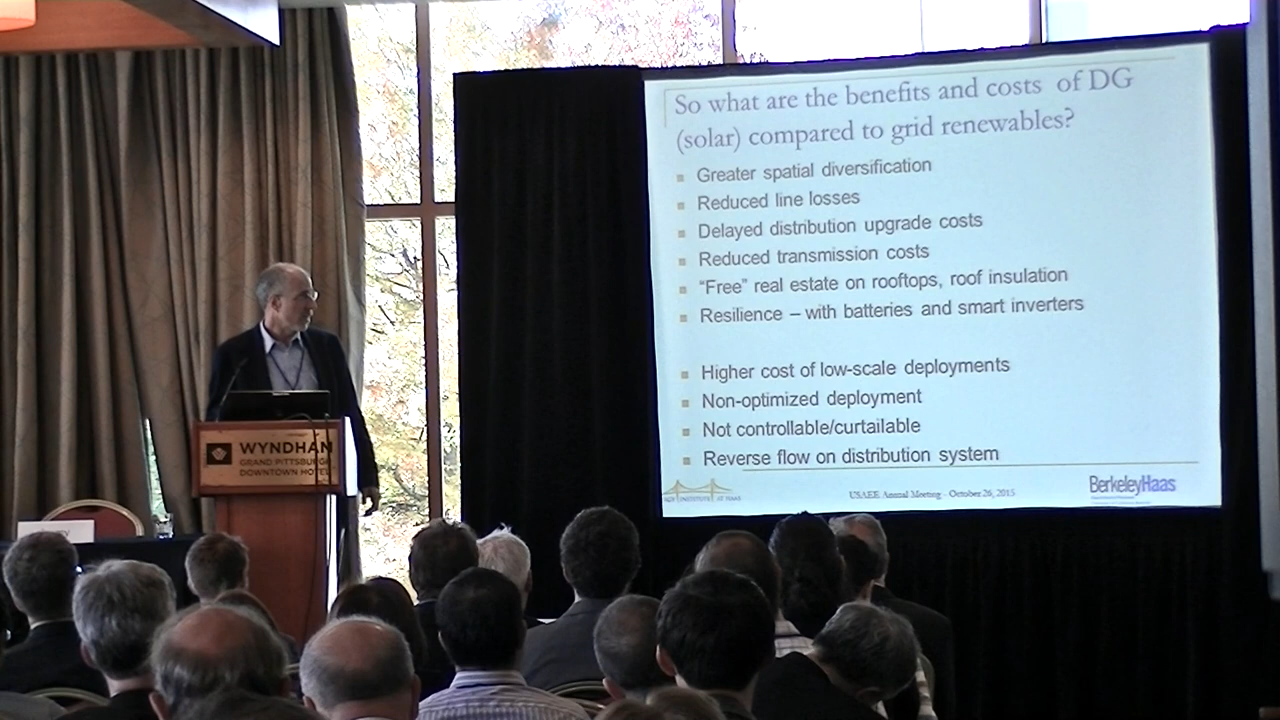 So what are the benefits and costs of DG
(solar) compared to grid renewables?
Greater spatial diversification
Reduced line losses
Delayed distribution upgrade costs
Reduced transmission costs
“Free” real estate on rooftops, roof insulation
Resilience – with batteries and smart inverters
Higher cost of low-scale deployments
Non-optimized deployment
Not controllable/curtailable
Reverse flow on distribution system
INSTITUTE AT HAAS
USAEE Annual Meeting - October 26, 2015
BerkeleyHaas
WYNDHAM
GRAND PITTSBURGH
DOWNTOWN HOTEL